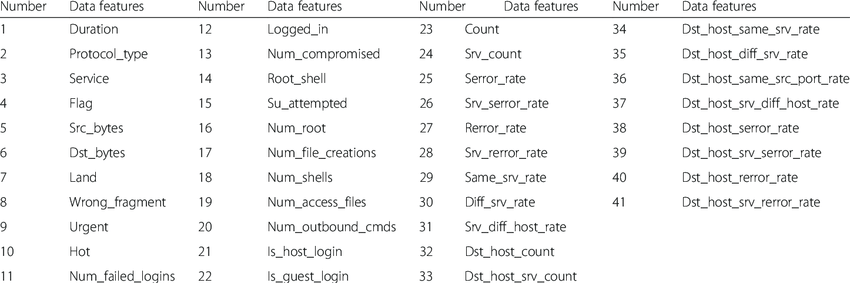 Number Data features Number Data features Number Data features Number Data features
1 Duration 12 Logged_in 23 Count 34 Dst_host_same_srv_rate
2 Protocol_type 13 Num_compromised 24 Srv_count 35 Dst_host_diff_srv_rate
3 Service 14 Root_shell 25 Serror_rate 36 Dst_host_same_src_port_rate
4 Flag 15 Su_attempted 26 Srv_serror_rate 37 Dst_host_srv_diff_host_rate
5 Src_bytes 16 Num_root 27 Rerror_rate 38 Dst_host_serror_rate
6 Dst_bytes 17 Num_file_creations 28 Srv_rerror_rate 39 Dst_host_srv_serror_rate
7 Land 18 Num_shells 29 Same_srv_rate 40 Dst_host_rerror_rate
8 Wrong_fragment 19 Num_access_files 30 Diff_srv_rate 41 Dst_host_srv_rerror_rate
9 Urgent 20 Num_outbound_cmds 31 Srv_diff_host_rate
10 Hot 21 Is_host_login 32 Dst_host_count
11 Num_failed_logins 22 Is_guest_login 33 Dst_host_srv_count